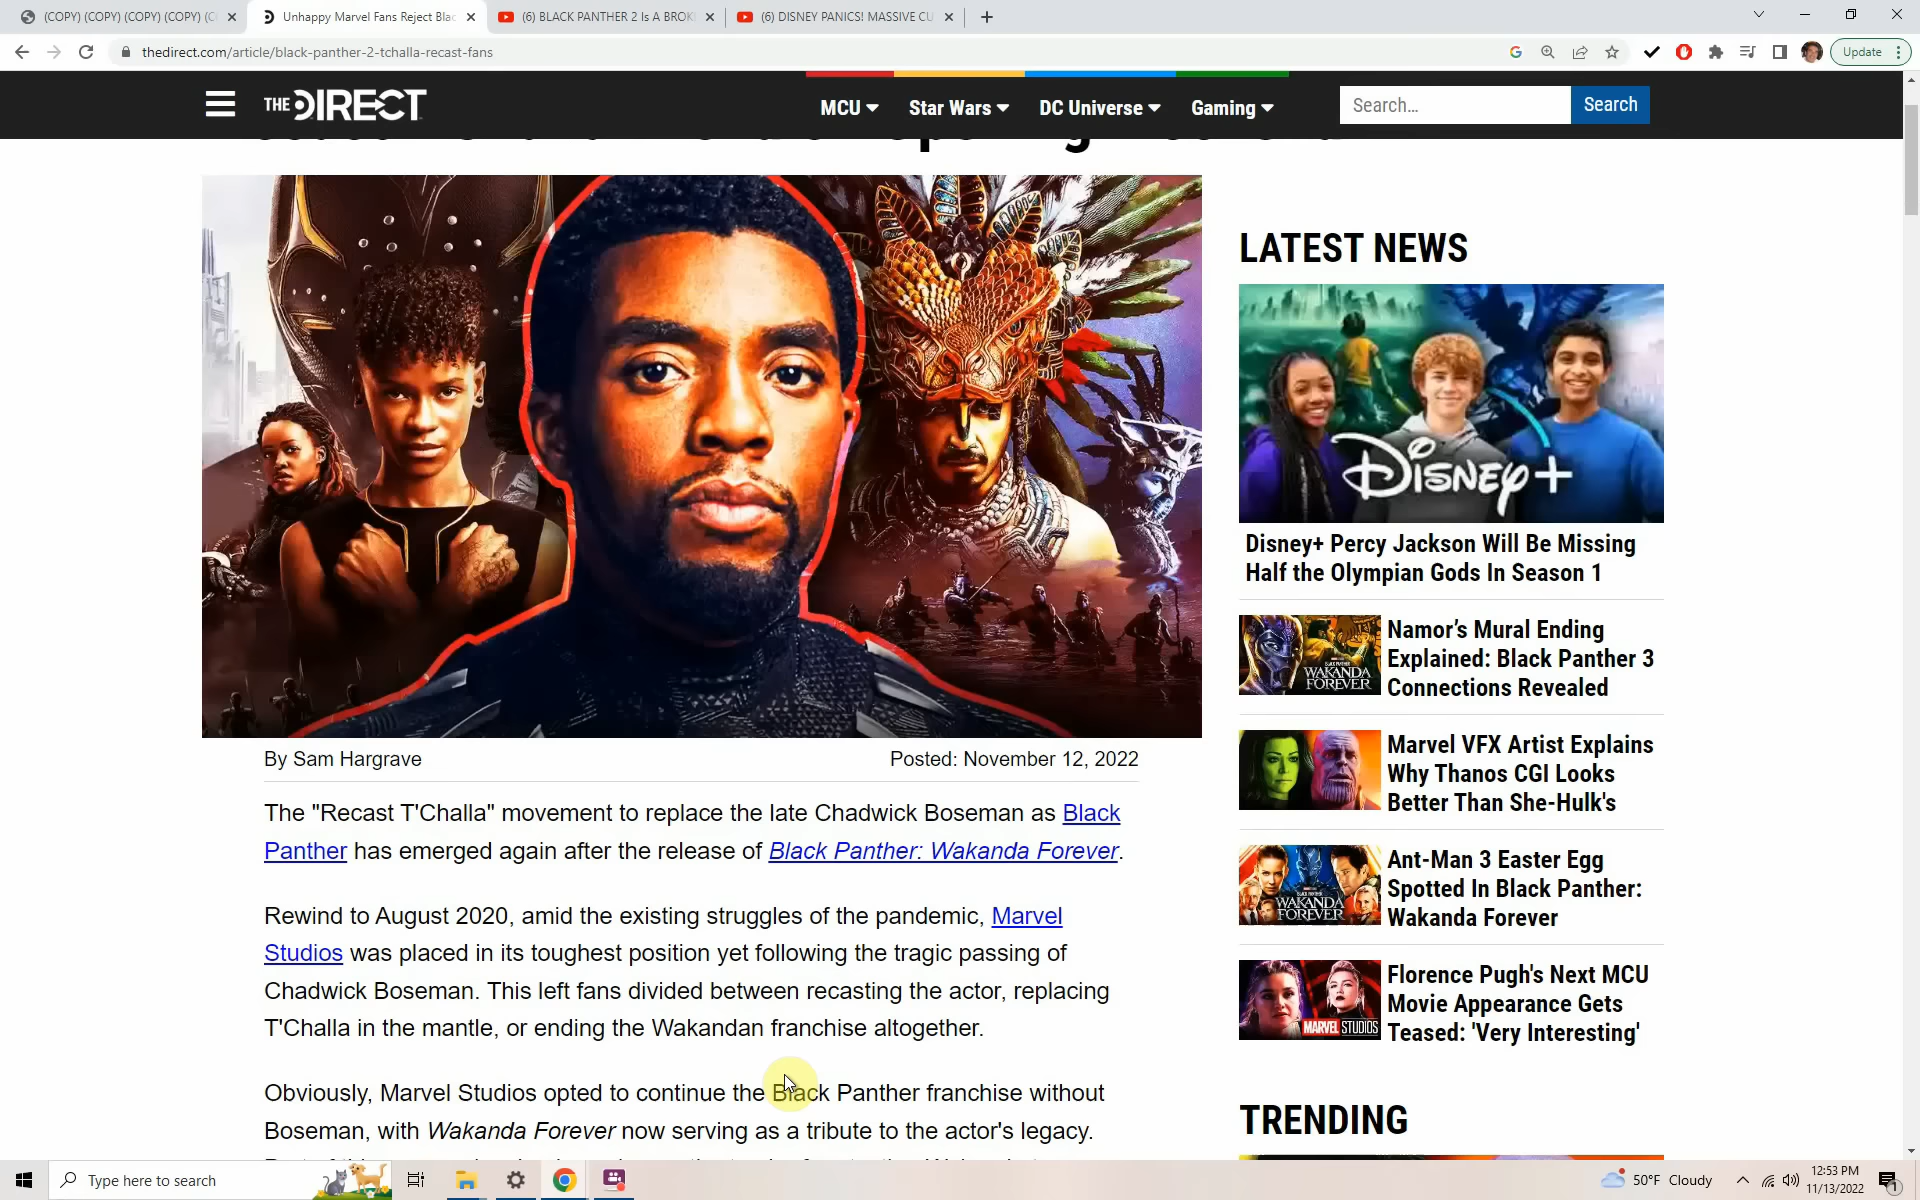 (COPY) (COPY) (COPY) (COPY) (C
Unhappy Marvel Fans Reject Blac
(6) BLACK PANTHER 2 Is A BROK
(6) DISNEY PANICS! MASSIVE CU
thedirect.com/article/black-panther-2-tchalla-recast-fans
Update
THE DIRECT
MCU
Star Wars
DC Universe
Gaming
Search...
Search
LATEST NEWS
DISNEY+
Disney+ Percy Jackson Will Be Missing
Half the Olympian Gods In Season 1
BLACK PANTHER
WAKANDA
FOREVER
Namor's Mural Ending
Explained: Black Panther 3
Connections Revealed
Marvel VFX Artist Explains
Why Thanos CGI Looks
Better Than She-Hulk's
WAKANDA
FOREVER
Ant-Man 3 Easter Egg
Spotted In Black Panther:
Wakanda Forever
MARVEL STUDIOS
Florence Pugh's Next MCU
Movie Appearance Gets
Teased: 'Very Interesting'
TRENDING
By Sam Hargrave
Posted: November 12, 2022
The "Recast T'Challa" movement to replace the late Chadwick Boseman as Black
Panther has emerged again after the release of Black Panther: Wakanda Forever.
Rewind to August 2020, amid the existing struggles of the pandemic, Marvel
Studios was placed in its toughest position yet following the tragic passing of
Chadwick Boseman. This left fans divided between recasting the actor, replacing
T'Challa in the mantle, or ending the Wakandan franchise altogether.
Obviously, Marvel Studios opted to continue the Black Panther franchise without
Boseman, with Wakanda Forever now serving as a tribute to the actor's legacy.
Type here to search
50°F Cloudy
12:53 PM
11/13/2022
1